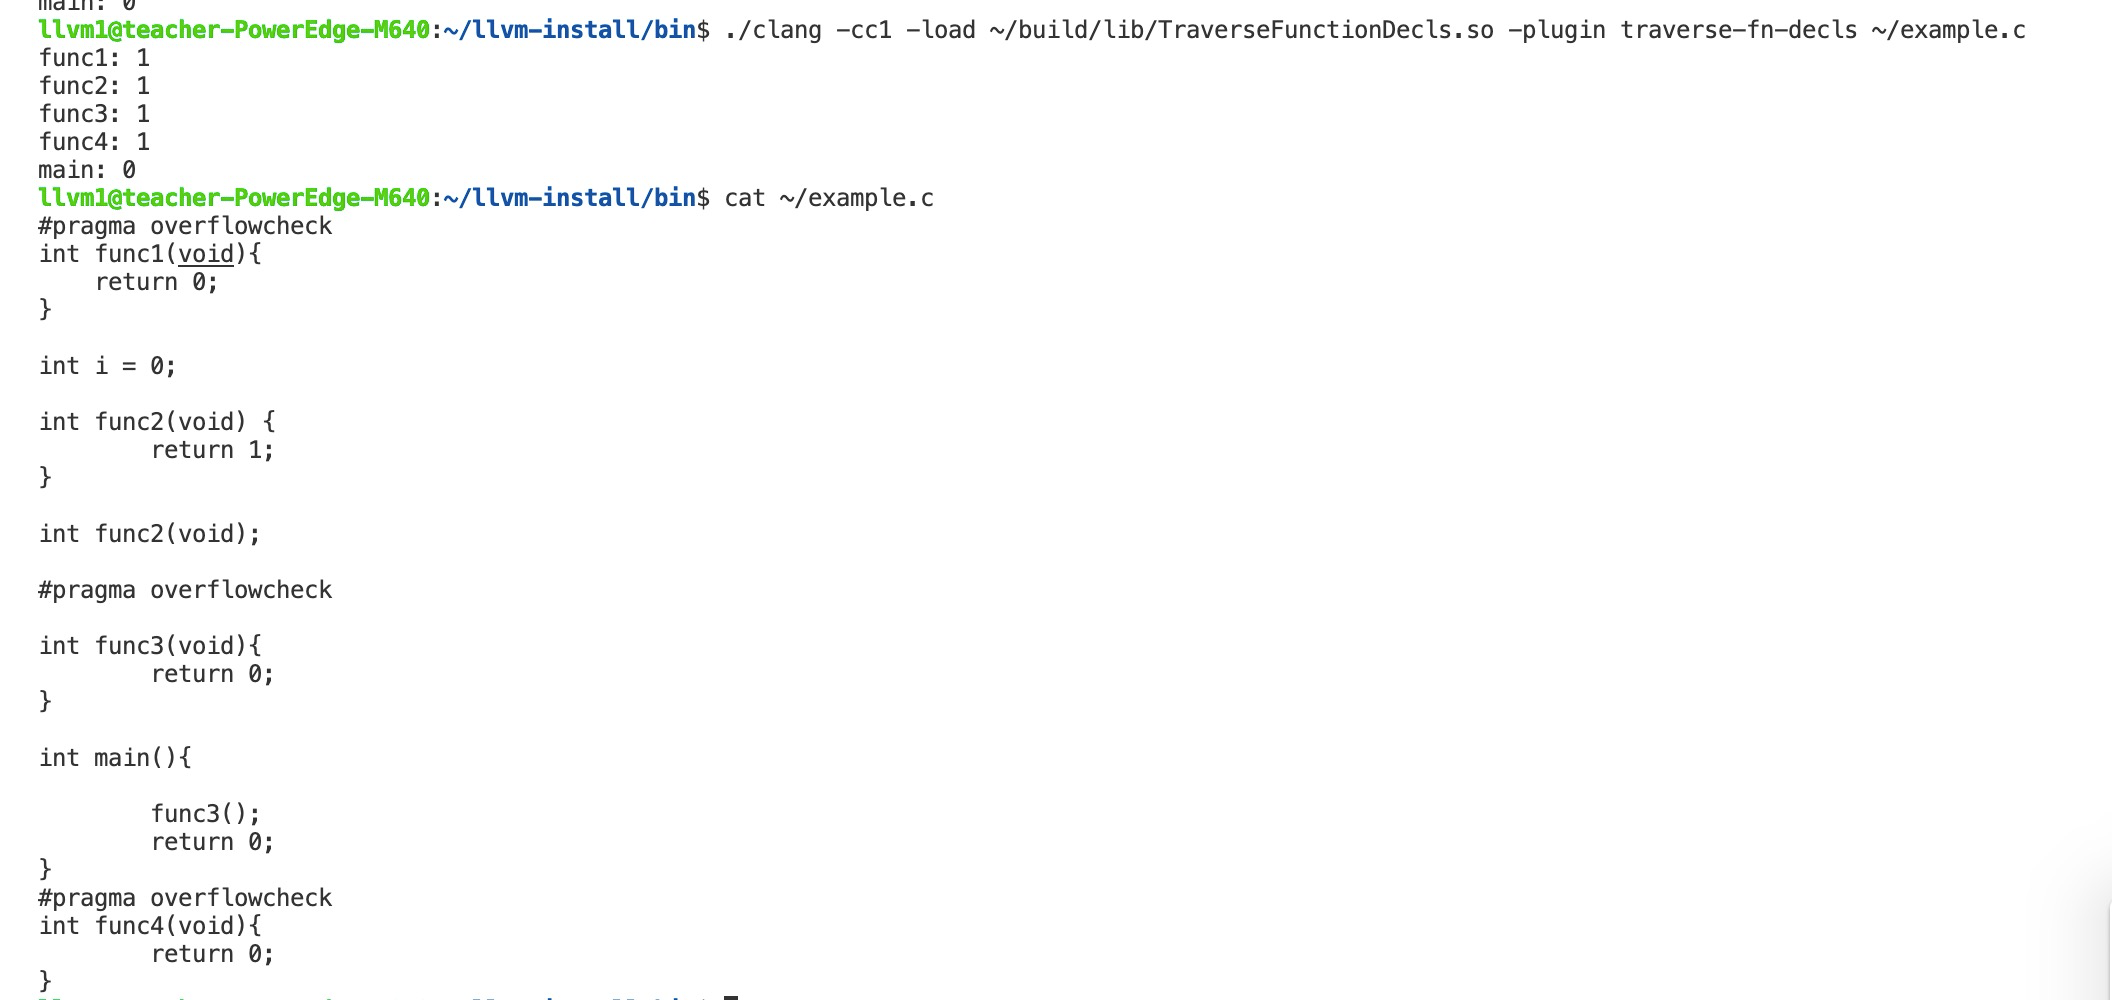 main: 0
llvm1@teacher-PowerEdge-M640:~/llvm-install/bin$ ./clang -cc1 -load ~/build/lib/TraverseFunctionDecls.so -plugin traverse-fn-decls ~/example.c
func1: 1
func2: 1
func3: 1
func4: 1
main: 0
llvm1@teacher-PowerEdge-M640:~/llvm-install/bin$ cat ~/example.c
#pragma overflowcheck
int func1(void){
    return 0;
}
int i = 0;
int func2(void) {
        return 1;
}
int func2(void);
#pragma overflowcheck
int func3(void){
        return 0;
}
int main(){
        func3();
        return 0;
}
#pragma overflowcheck
int func4(void){
        return 0;
}